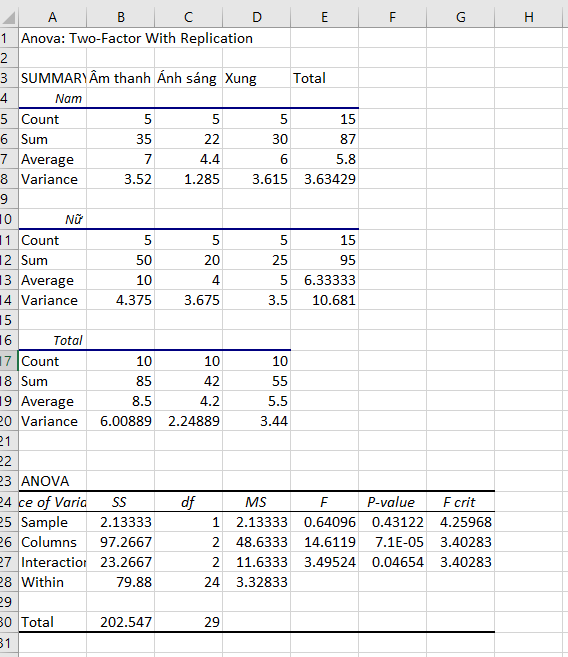 A B C D E F G H
1 Anova: Two-Factor With Replication
2
3 SUMMARY Âm thanh Ánh sáng Xung Total
4 Nam
5 Count 5 5 5 15
6 Sum 35 22 30 87
7 Average 7 4.4 6 5.8
8 Variance 3.52 1.285 3.615 3.63429
9
10 Nữ
11 Count 5 5 5 15
12 Sum 50 20 25 95
13 Average 10 4 5 6.33333
14 Variance 4.375 3.675 3.5 10.681
15
16 Total
17 Count 10 10 10
18 Sum 85 42 55
19 Average 8.5 4.2 5.5
20 Variance 6.00889 2.24889 3.44
21
22
23 ANOVA
24 ce of Varia SS df MS F P-value F crit
25 Sample 2.13333 1 2.13333 0.64096 0.43122 4.25968
26 Columns 97.2667 2 48.6333 14.6119 7.1E-05 3.40283
27 Interaction 23.2667 2 11.6333 3.49524 0.04654 3.40283
28 Within 79.88 24 3.32833
29
30 Total 202.547 29
31